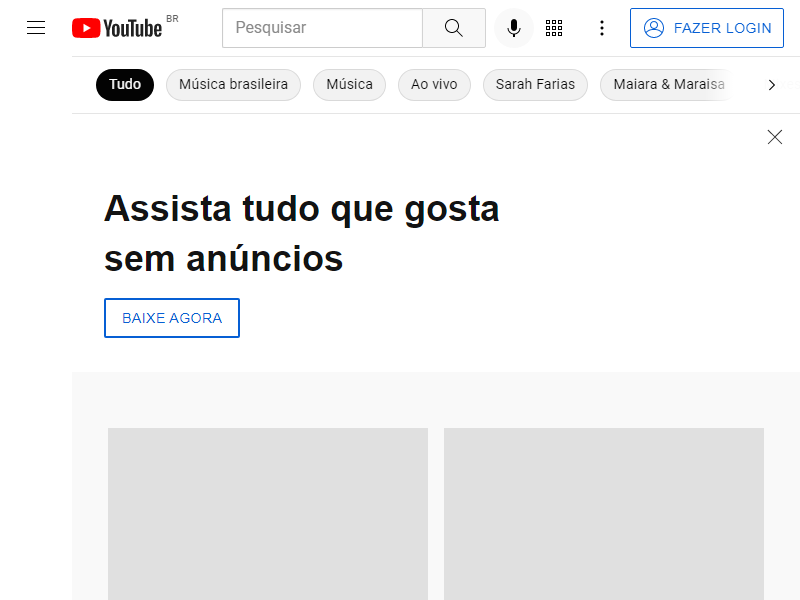 YouTube BR
Pesquisar
FAZER LOGIN
Tudo
Música brasileira
Música
Ao vivo
Sarah Farias
Maiara & Maraisa
Assista tudo que gosta
sem anúncios
BAIXE AGORA